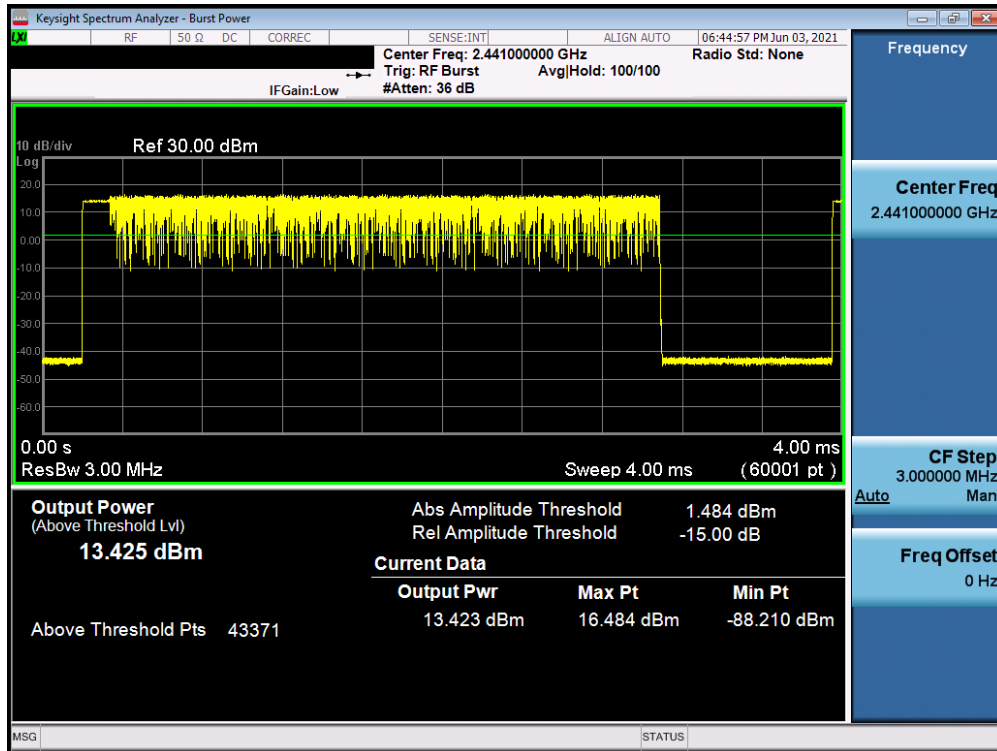 Keysight Spectrum Analyzer - Burst Power
LXI RF 50 Ω DC CORREC SENSE:INT ALIGN AUTO 06:44:57 PM Jun 03, 2021
Center Freq: 2.441000000 GHz Radio Std: None
Trig: RF Burst Avg|Hold: 100/100
IFGain:Low #Atten: 36 dB
Frequency
10 dB/div Ref 30.00 dBm
Log
20.0
10.0
0.00
-10.0
-20.0
-30.0
-40.0
-50.0
-60.0
0.00 s 4.00 ms
ResBw 3.00 MHz Sweep 4.00 ms (60001 pt)
Center Freq
2.441000000 GHz
CF Step
3.000000 MHz
Auto Man
Freq Offset
0 Hz
Output Power
(Above Threshold Lvl)
13.425 dBm
Above Threshold Pts 43371
Abs Amplitude Threshold 1.484 dBm
Rel Amplitude Threshold -15.00 dB
Current Data
Output Pwr Max Pt Min Pt
13.423 dBm 16.484 dBm -88.210 dBm
MSG STATUS